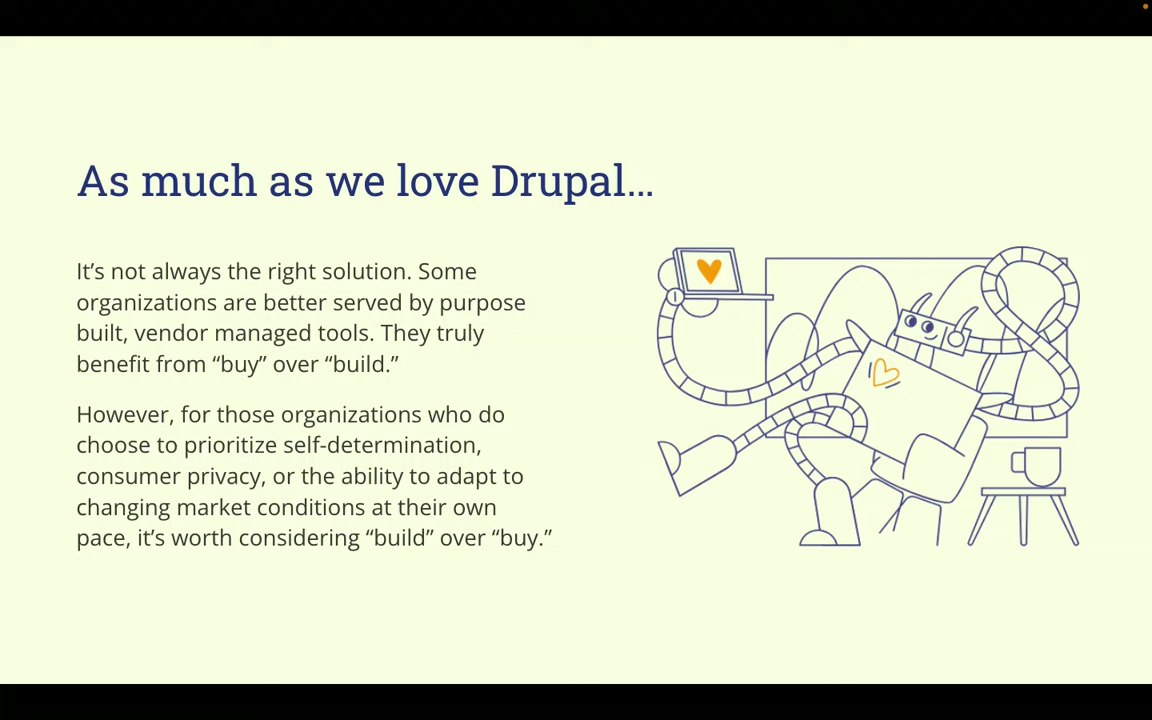 As much as we love Drupal...
It’s not always the right solution. Some
organizations are better served by purpose
built, vendor managed tools. They truly
benefit from “buy” over “build.”
However, for those organizations who do
choose to prioritize self-determination,
consumer privacy, or the ability to adapt to
changing market conditions at their own
pace, it’s worth considering “build” over “buy.”